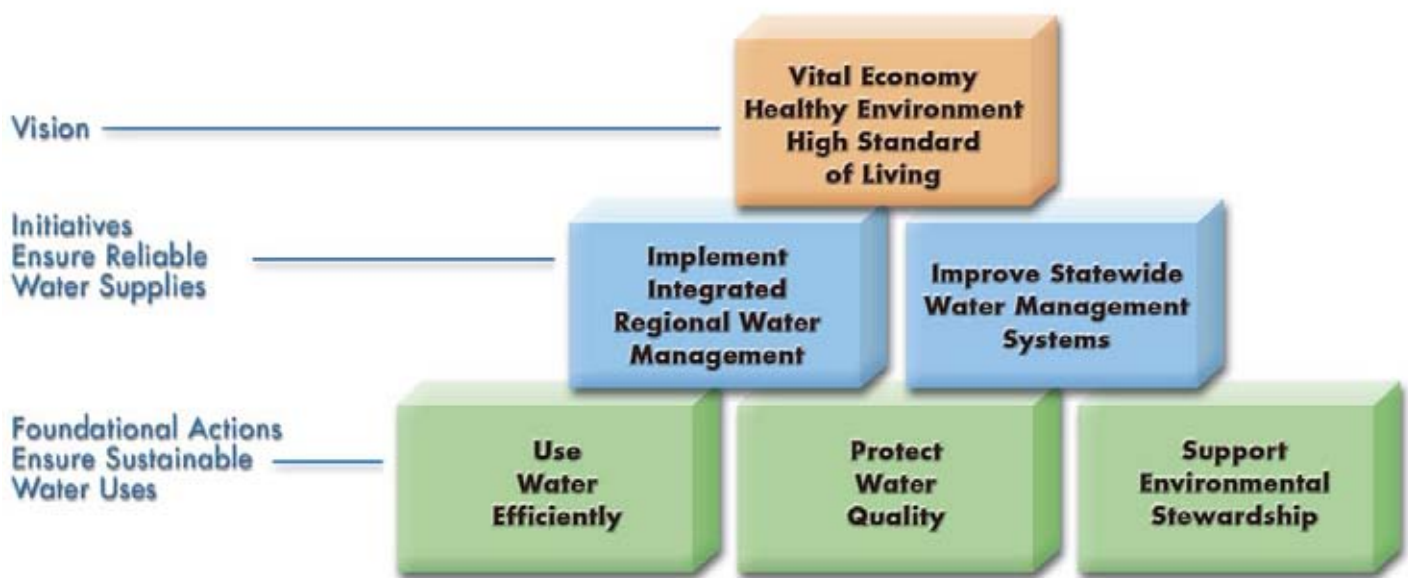 Vision
Vital Economy
Healthy Environment
High Standard
of Living
Initiatives
Ensure Reliable
Water Supplies
Implement
Integrated
Regional Water
Management
Improve Statewide
Water Management
Systems
Foundational Actions
Ensure Sustainable
Water Uses
Use
Water
Efficiently
Protect
Water
Quality
Support
Environmental
Stewardship